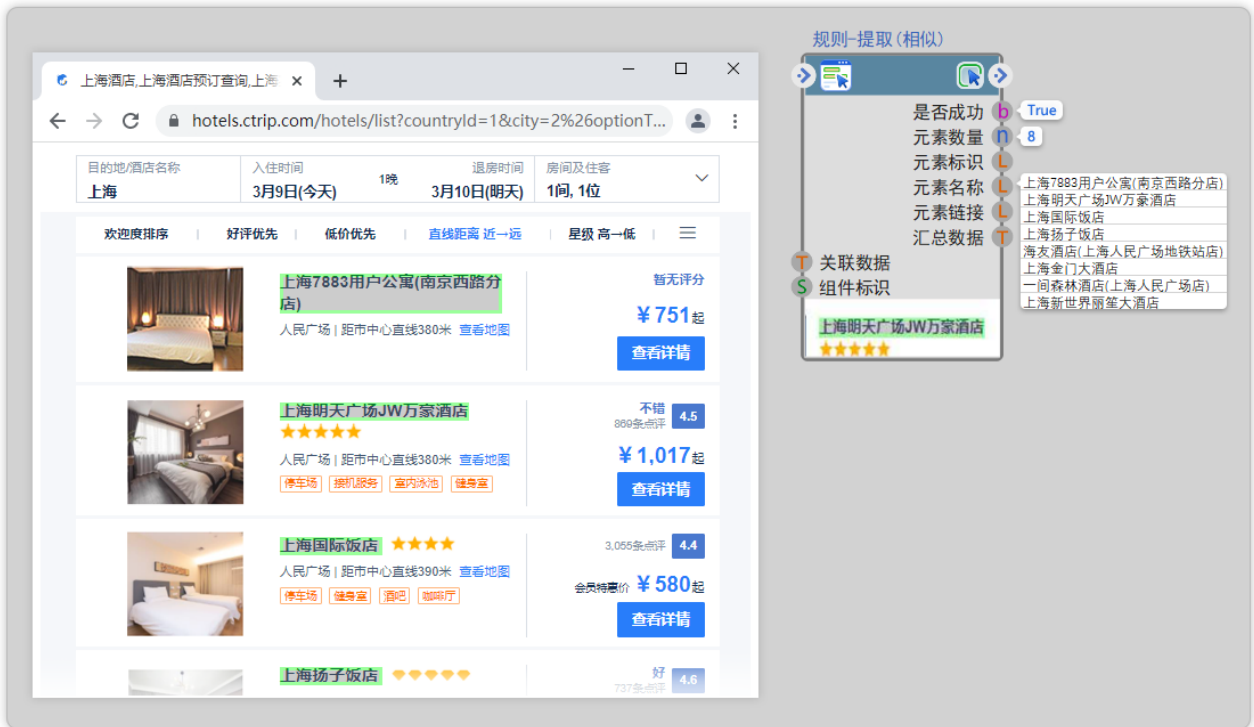 上海酒店,上海酒店预订查询,上海
hotels.ctrip.com/hotels/list?countryId=1&city=2%26optionT...
目的地/酒店名称
上海
入住时间
3月9日(今天)
1晚
退房时间
3月10日(明天)
房间及住客
1间, 1位
欢迎度排序
好评优先
低价优先
直线距离 近→远
星级 高→低
上海7883用户公寓(南京西路分
店)
人民广场 | 距市中心直线380米 查看地图
暂无评分
¥751起
查看详情
上海明天广场JW万豪酒店
人民广场 | 距市中心直线380米 查看地图
停车场 接机服务 室内泳池 健身室
不错
869条点评 4.5
¥1,017起
查看详情
上海国际饭店
人民广场 | 距市中心直线390米 查看地图
停车场 健身室 酒吧 咖啡厅
3,055条点评 4.4
会员特惠价 ¥580起
查看详情
上海扬子饭店
好
737条点评 4.6
规则-提取(相似)
是否成功 b True
元素数量 n 8
元素标识 L
元素名称 L
元素链接 L
汇总数据 T
T 关联数据
S 组件标识
上海明天广场JW万豪酒店
上海7883用户公寓(南京西路分店)
上海明天广场JW万豪酒店
上海国际饭店
上海扬子饭店
海友酒店(上海人民广场地铁站店)
上海金门大酒店
一间森林酒店(上海人民广场店)
上海新世界丽笙大酒店